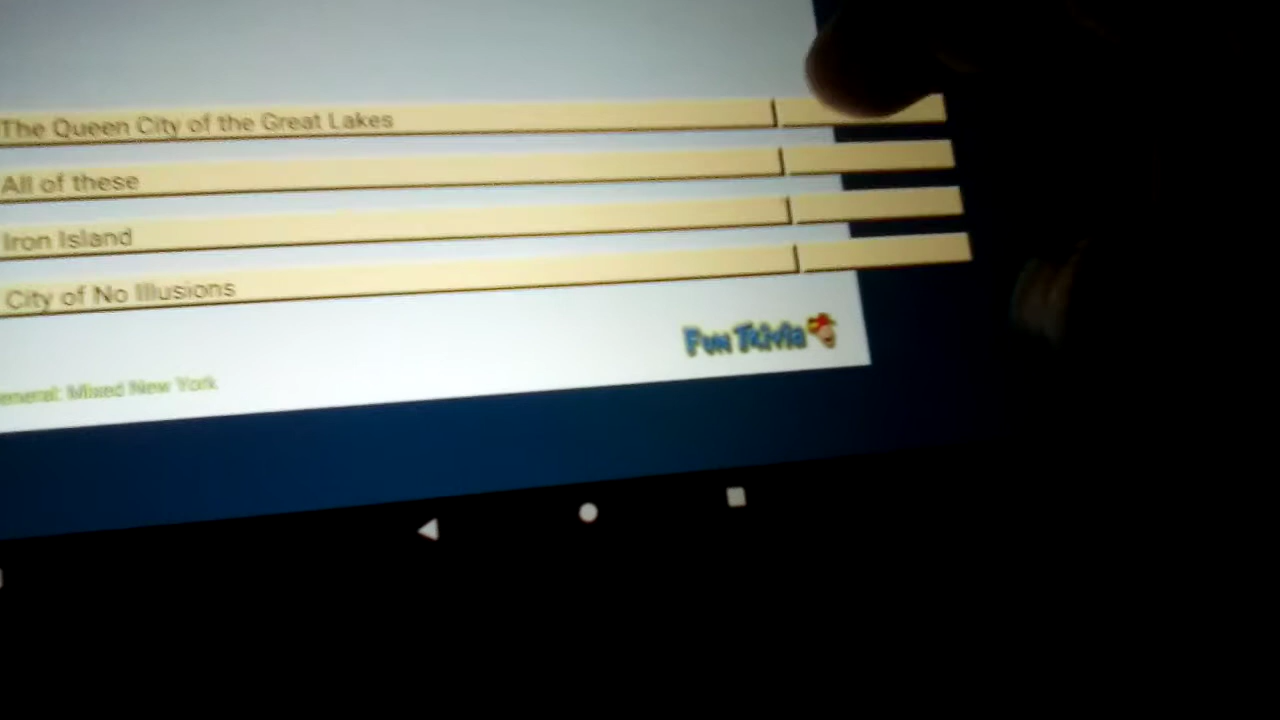 The Queen City of the Great Lakes
All of these
Iron Island
City of No Illusions
Fun Trivia
eneral: Mixed New York